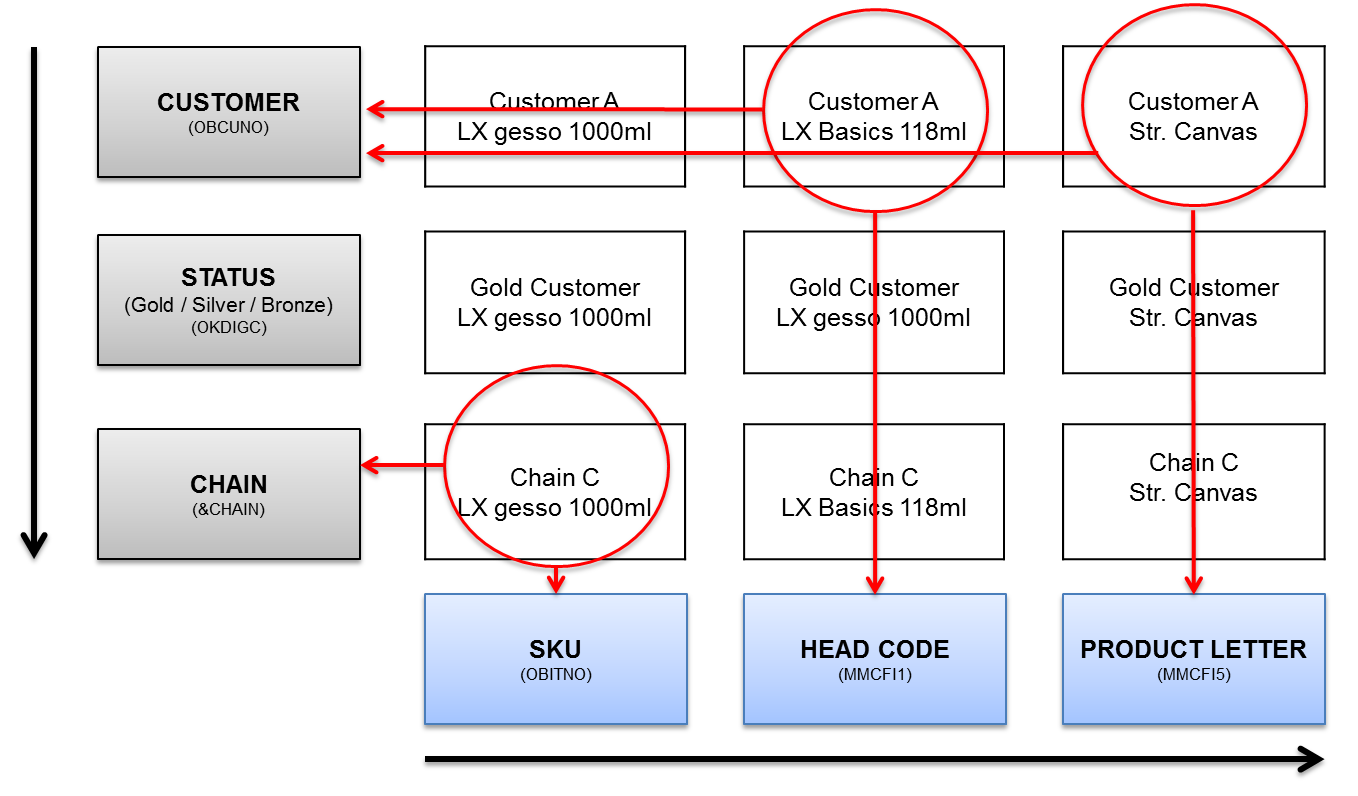 CUSTOMER
(OBCUNO)
Customer A
LX gesso 1000ml
Customer A
LX Basics 118ml
Customer A
Str. Canvas
STATUS
(Gold / Silver / Bronze)
(OKDIGC)
Gold Customer
LX gesso 1000ml
Gold Customer
LX gesso 1000ml
Gold Customer
Str. Canvas
CHAIN
(&CHAIN)
Chain C
LX gesso 1000ml
Chain C
LX Basics 118ml
Chain C
Str. Canvas
SKU
(OBITNO)
HEAD CODE
(MMCFI1)
PRODUCT LETTER
(MMCFI5)